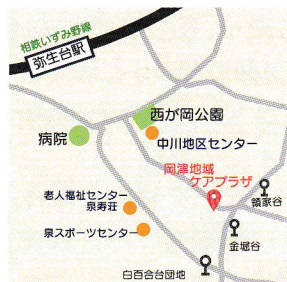 相鉄いずみ野線
弥生台駅
西が岡公園
病院
中川地区センター
岡津地域
ケアプラザ
老人福祉センター
泉寿荘
領家谷
泉スポーツセンター
金堀谷
白百合台団地